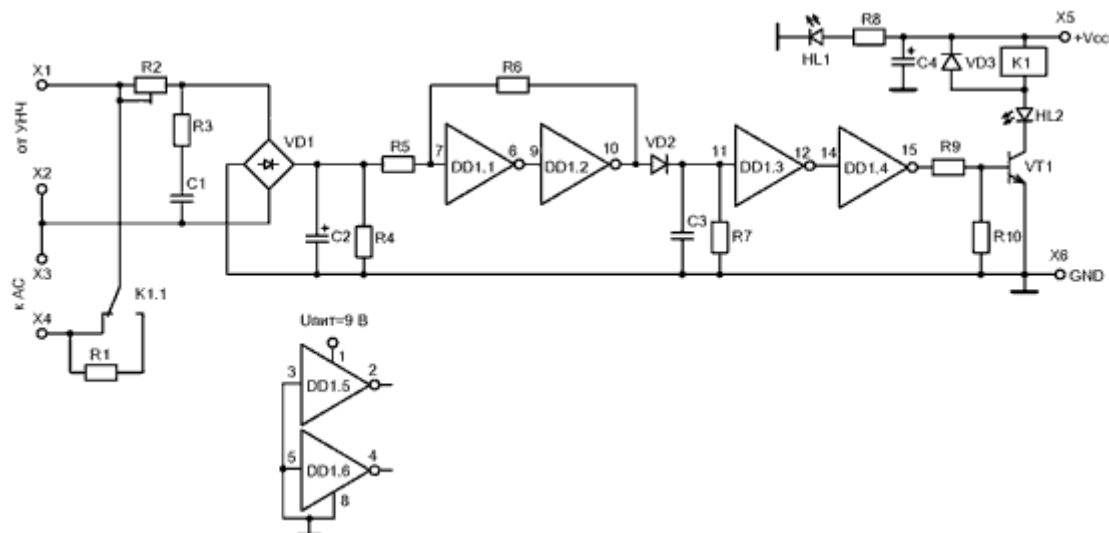 X1
от УНЧ
X2
X3
к АС
X4
R1
K1.1
R2
R3
C1
VD1
C2
R4
R5
R6
7
DD1.1
6
9
DD1.2
10
VD2
C3
R7
11
DD1.3
12
14
DD1.4
15
R9
R10
VT1
HL2
HL1
R8
C4
VD3
K1
X5
+Vcc
X6
GND
Uпит=9 В
1
3
DD1.5
2
5
DD1.6
4
8